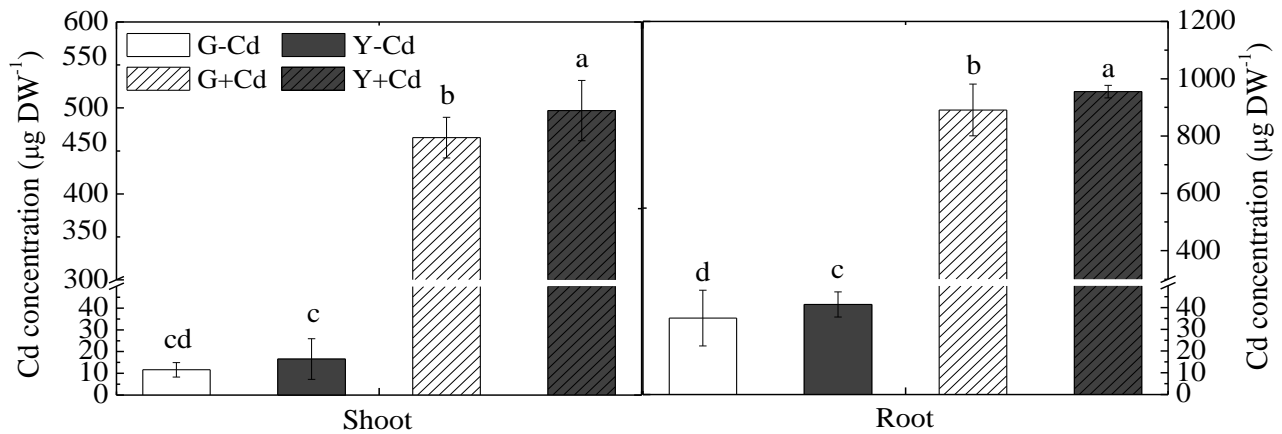 Cd concentration (μg DW⁻¹)
600
550
500
450
400
350
300
40
30
20
10
0
G-Cd Y-Cd
G+Cd Y+Cd
cd
c
b
a
Shoot
d
c
b
a
Root
1200
1000
800
600
400
40
30
20
10
0
Cd concentration (μg DW⁻¹)